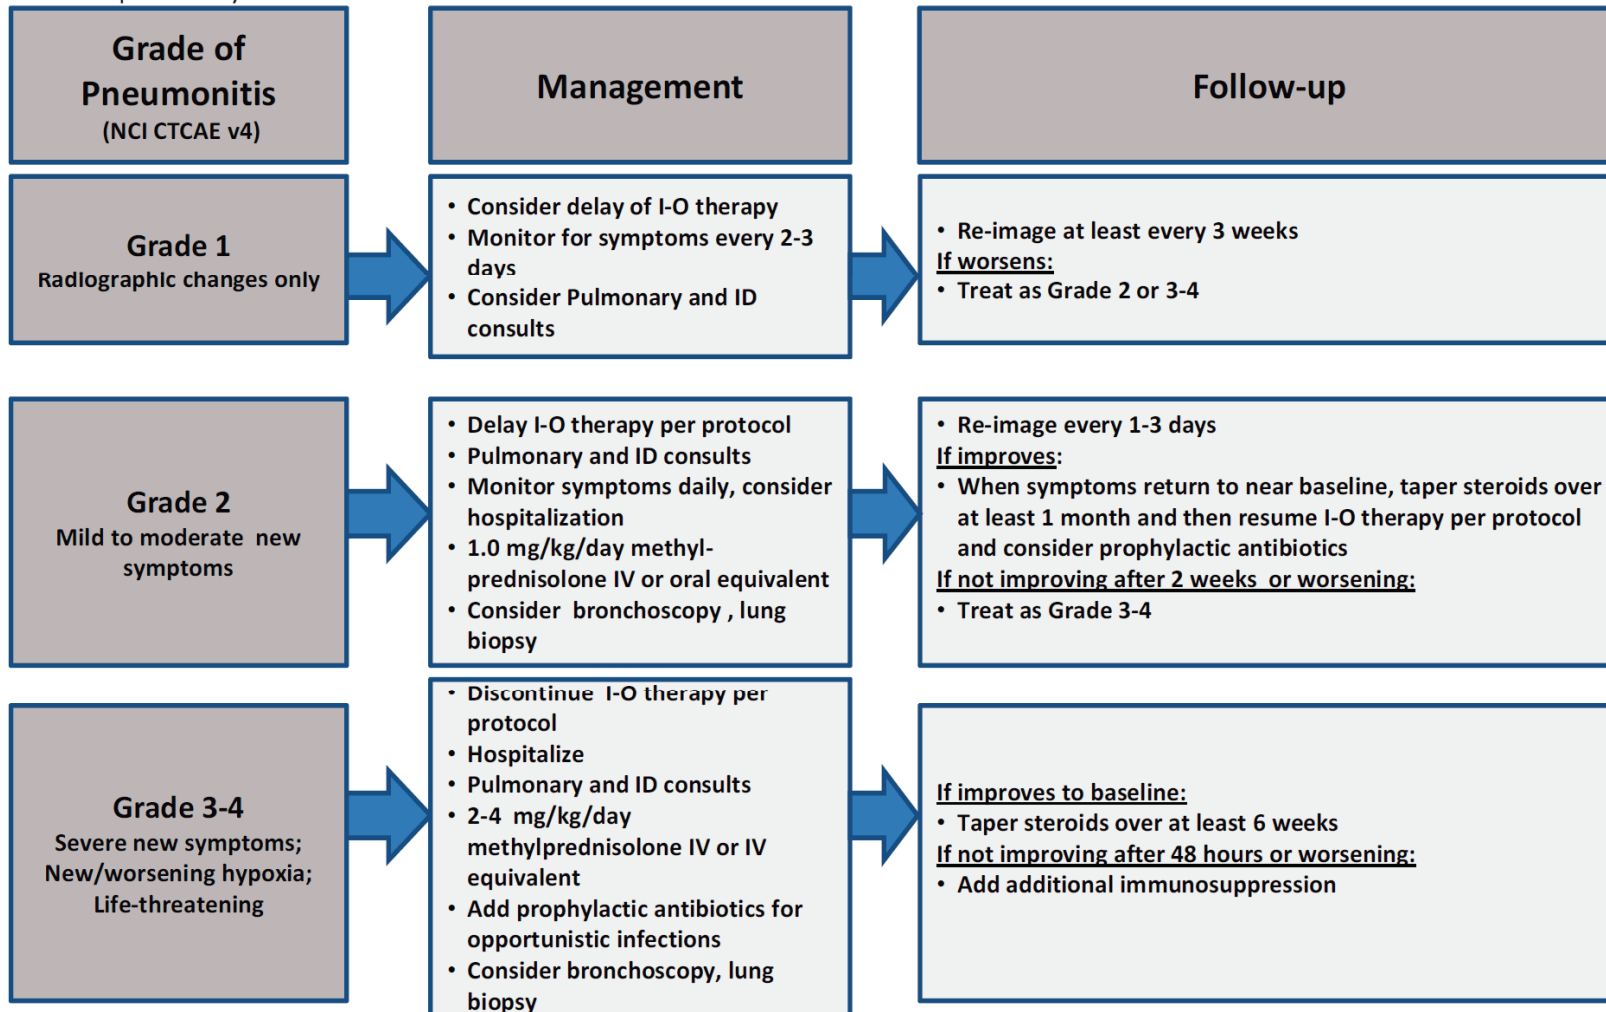 Grade of
Pneumonitis
(NCI CTCAE v4)
Management
Follow-up
Grade 1
Radiographic changes only
• Consider delay of I-O therapy
• Monitor for symptoms every 2-3
days
• Consider Pulmonary and ID
consults
• Re-image at least every 3 weeks
If worsens:
• Treat as Grade 2 or 3-4
Grade 2
Mild to moderate new
symptoms
• Delay I-O therapy per protocol
• Pulmonary and ID consults
• Monitor symptoms daily, consider
hospitalization
• 1.0 mg/kg/day methyl-
prednisolone IV or oral equivalent
• Consider bronchoscopy , lung
biopsy
• Re-image every 1-3 days
If improves:
• When symptoms return to near baseline, taper steroids over
at least 1 month and then resume I-O therapy per protocol
and consider prophylactic antibiotics
If not improving after 2 weeks or worsening:
• Treat as Grade 3-4
Grade 3-4
Severe new symptoms;
New/worsening hypoxia;
Life-threatening
• Discontinue I-O therapy per
protocol
• Hospitalize
• Pulmonary and ID consults
• 2-4 mg/kg/day
methylprednisolone IV or IV
equivalent
• Add prophylactic antibiotics for
opportunistic infections
• Consider bronchoscopy, lung
biopsy
If improves to baseline:
• Taper steroids over at least 6 weeks
If not improving after 48 hours or worsening:
• Add additional immunosuppression